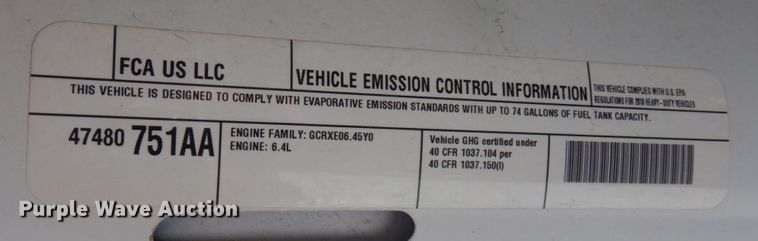 FCA US LLC
VEHICLE EMISSION CONTROL INFORMATION
THIS VEHICLE COMPLIES WITH U.S. EPA
REGULATIONS FOR 2016 HEAVY-DUTY VEHICLES
THIS VEHICLE IS DESIGNED TO COMPLY WITH EVAPORATIVE EMISSION STANDARDS WITH UP TO 74 GALLONS OF FUEL TANK CAPACITY.
47480 751AA
ENGINE FAMILY: GCRXE06.45Y0
ENGINE: 6.4L
Vehicle GHG certified under
40 CFR 1037.104 per
40 CFR 1037.150(l)
Purple Wave Auction